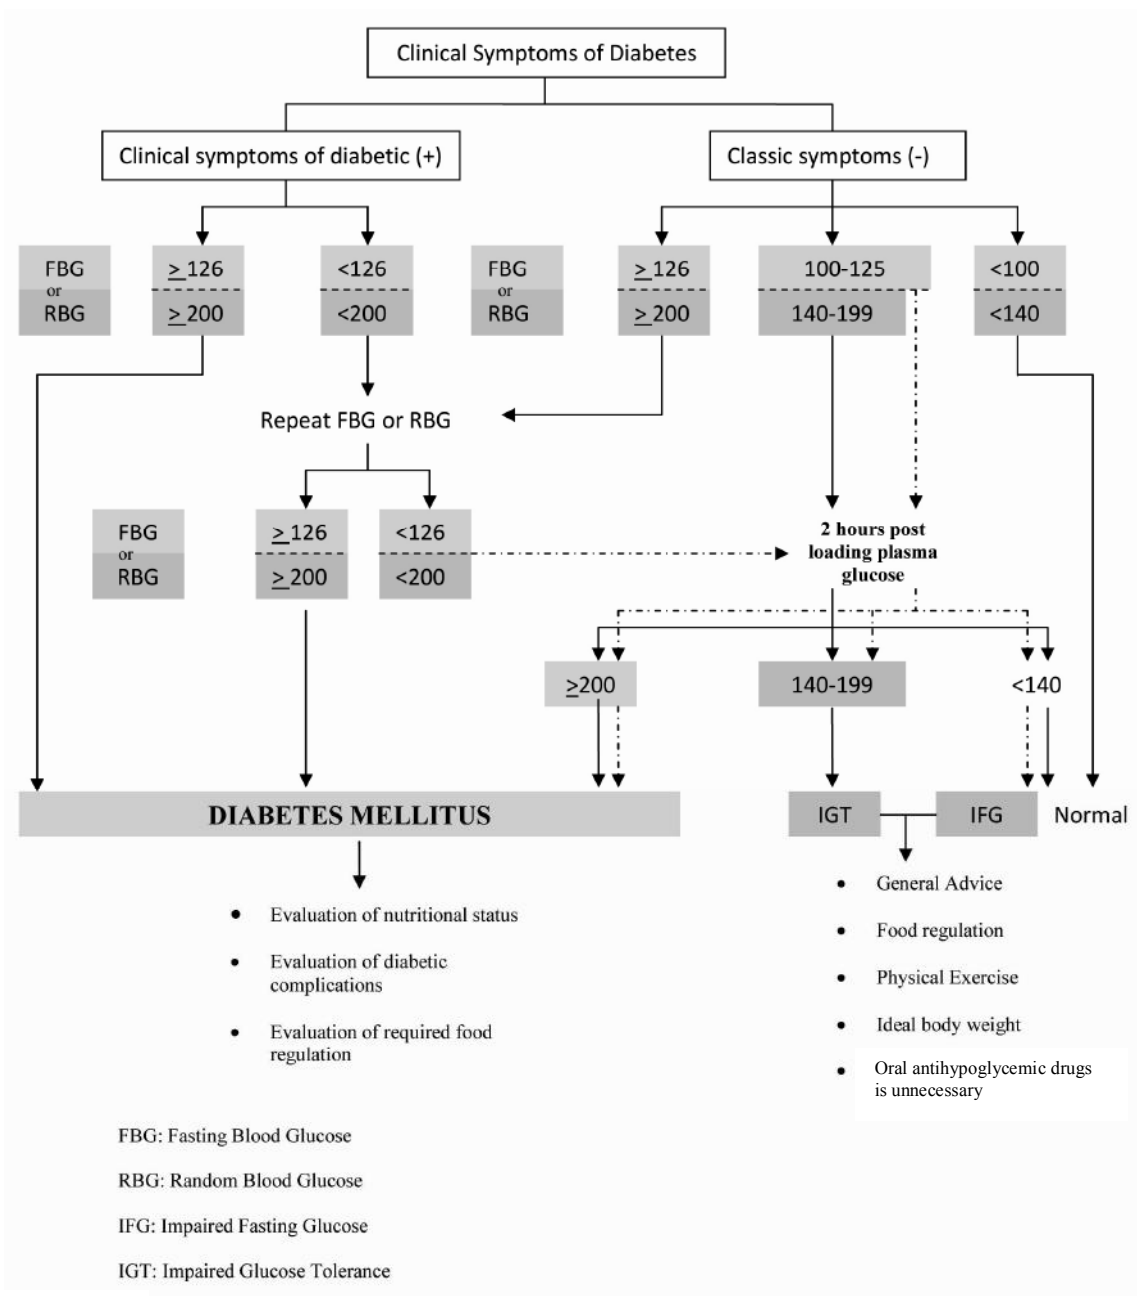 Clinical Symptoms of Diabetes
Clinical symptoms of diabetic (+)
Classic symptoms (-)
FBG
or
RBG
≥ 126
≥ 200
<126
<200
FBG
or
RBG
≥ 126
≥ 200
100-125
140-199
<100
<140
Repeat FBG or RBG
FBG
or
RBG
≥ 126
≥ 200
<126
<200
2 hours post
loading plasma
glucose
≥200
140-199
<140
DIABETES MELLITUS
IGT
IFG
Normal
• Evaluation of nutritional status
• Evaluation of diabetic
complications
• Evaluation of required food
regulation
• General Advice
• Food regulation
• Physical Exercise
• Ideal body weight
• Oral antihypoglycemic drugs
is unnecessary
FBG: Fasting Blood Glucose
RBG: Random Blood Glucose
IFG: Impaired Fasting Glucose
IGT: Impaired Glucose Tolerance